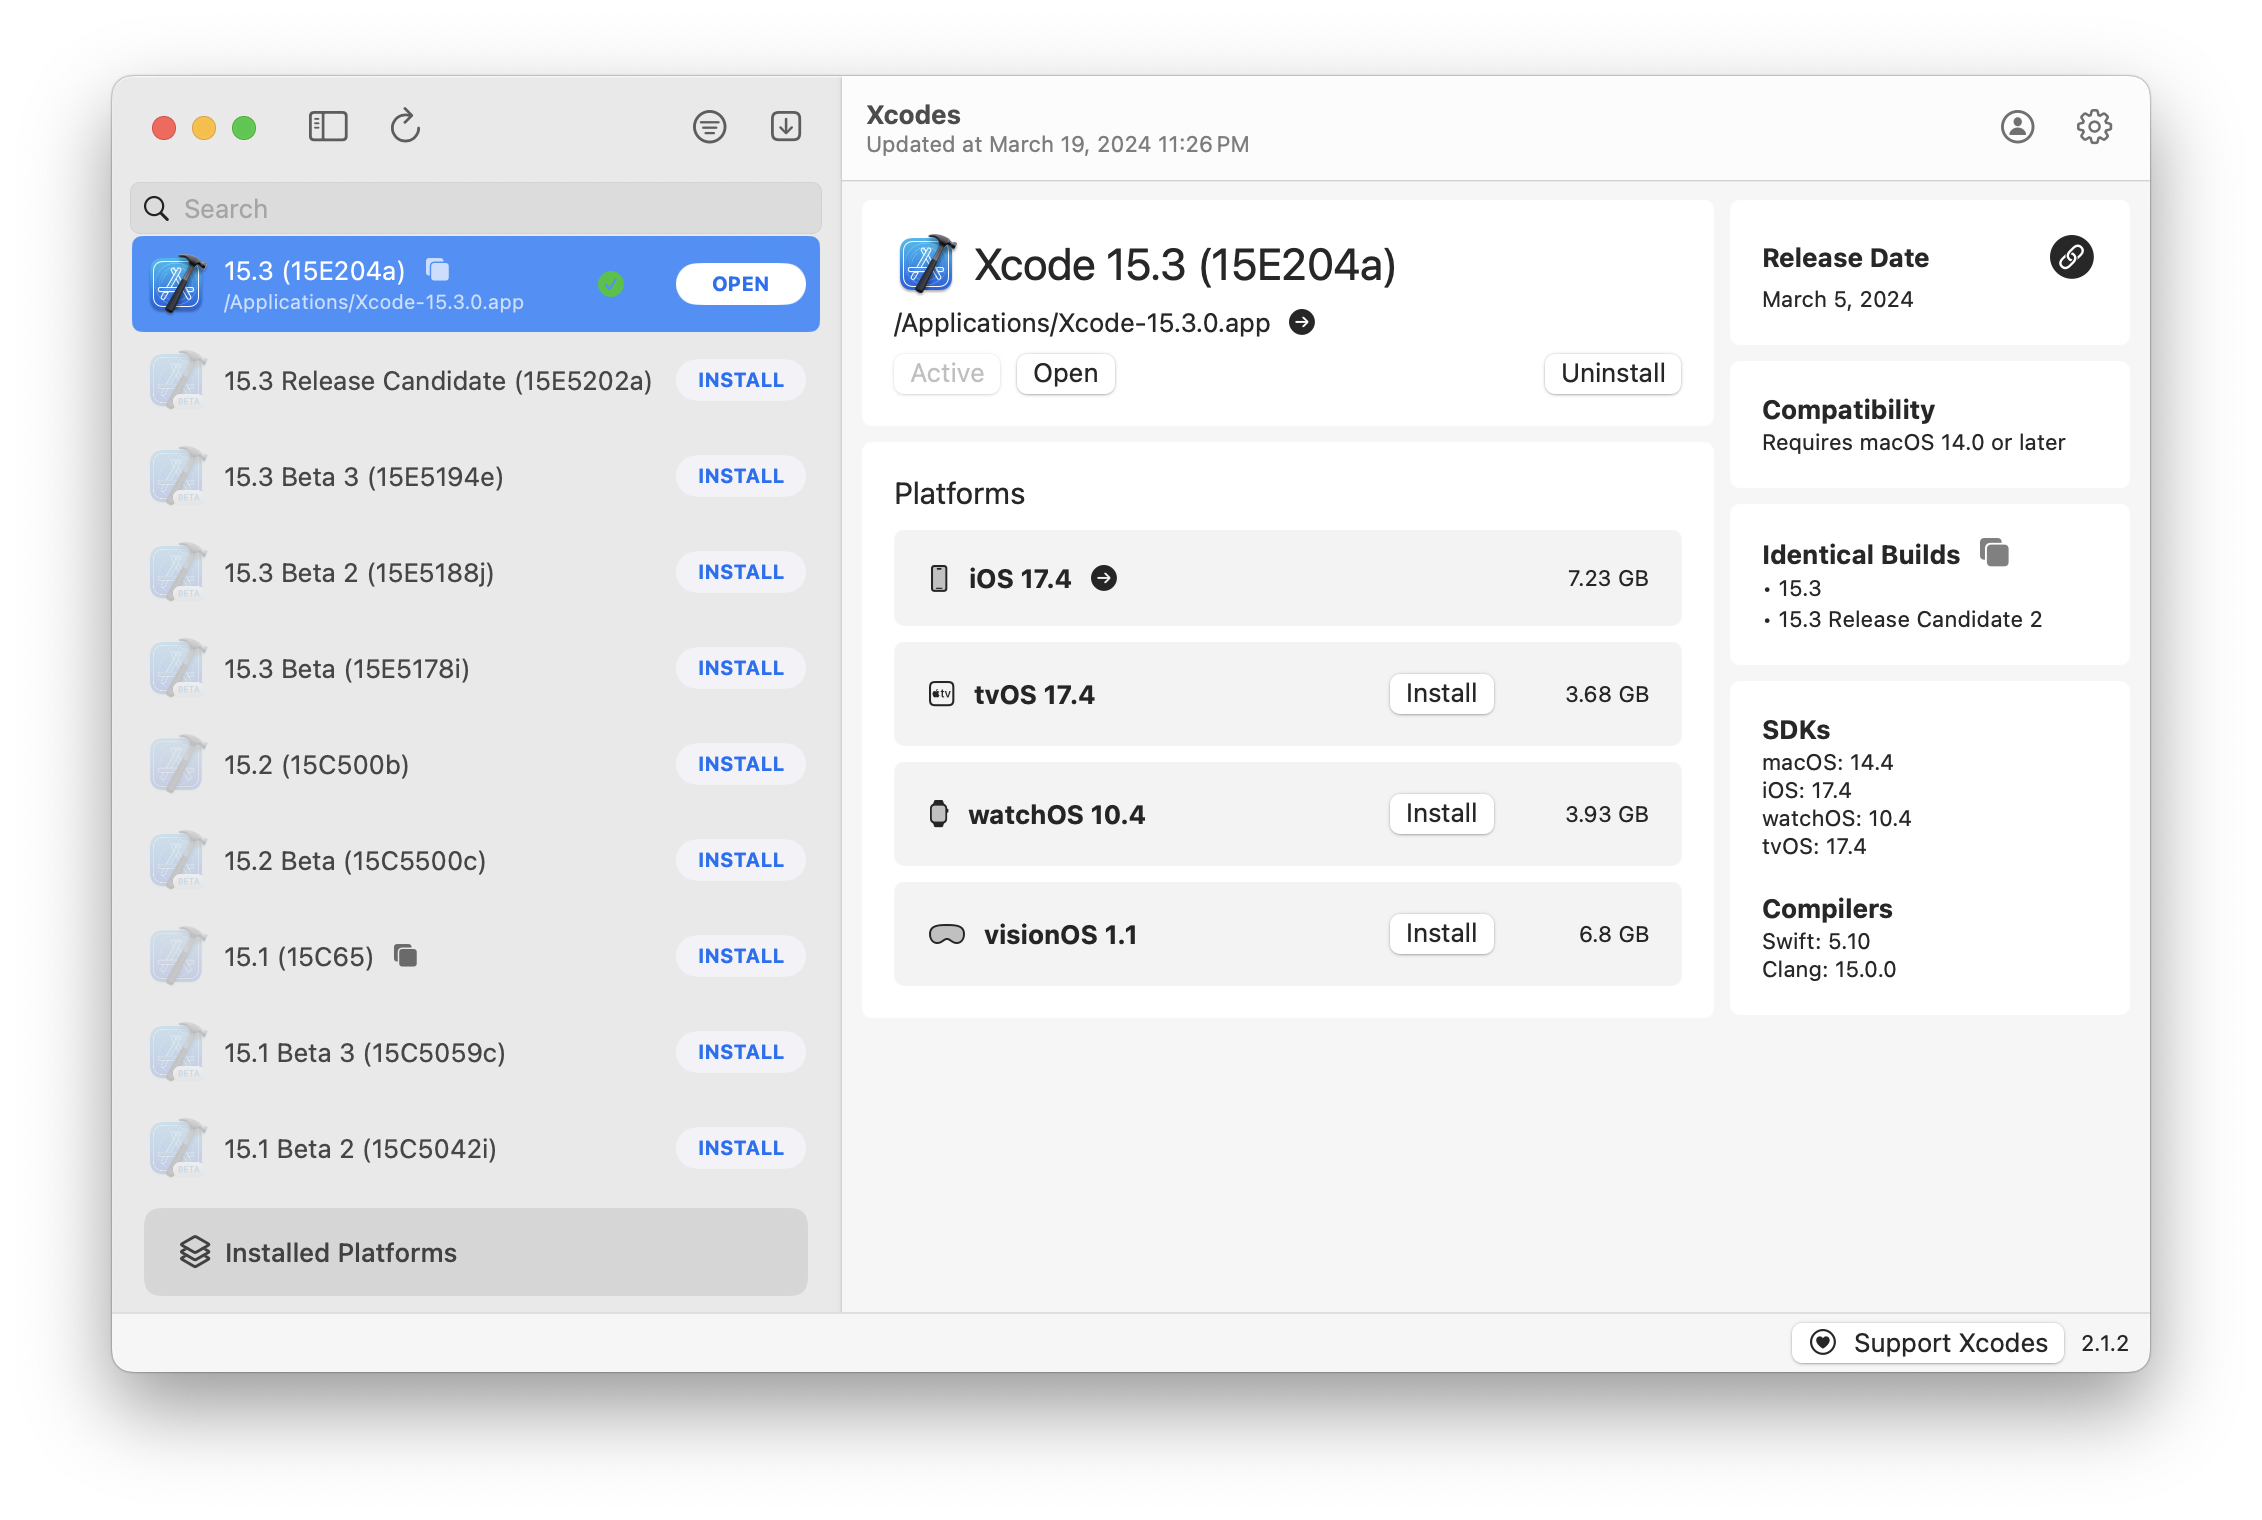 Search
15.3 (15E204a)
/Applications/Xcode-15.3.0.app
OPEN
15.3 Release Candidate (15E5202a)
INSTALL
BETA
15.3 Beta 3 (15E5194e)
INSTALL
BETA
15.3 Beta 2 (15E5188j)
INSTALL
BETA
15.3 Beta (15E5178i)
INSTALL
BETA
15.2 (15C500b)
INSTALL
15.2 Beta (15C5500c)
INSTALL
BETA
15.1 (15C65)
INSTALL
15.1 Beta 3 (15C5059c)
INSTALL
BETA
15.1 Beta 2 (15C5042i)
INSTALL
BETA
Installed Platforms
Xcodes
Updated at March 19, 2024 11:26 PM
Xcode 15.3 (15E204a)
/Applications/Xcode-15.3.0.app
Active
Open
Uninstall
Platforms
iOS 17.4
7.23 GB
tv
tvOS 17.4
Install
3.68 GB
watchOS 10.4
Install
3.93 GB
visionOS 1.1
Install
6.8 GB
Release Date
March 5, 2024
Compatibility
Requires macOS 14.0 or later
Identical Builds
• 15.3
• 15.3 Release Candidate 2
SDKs
macOS: 14.4
iOS: 17.4
watchOS: 10.4
tvOS: 17.4
Compilers
Swift: 5.10
Clang: 15.0.0
Support Xcodes
2.1.2